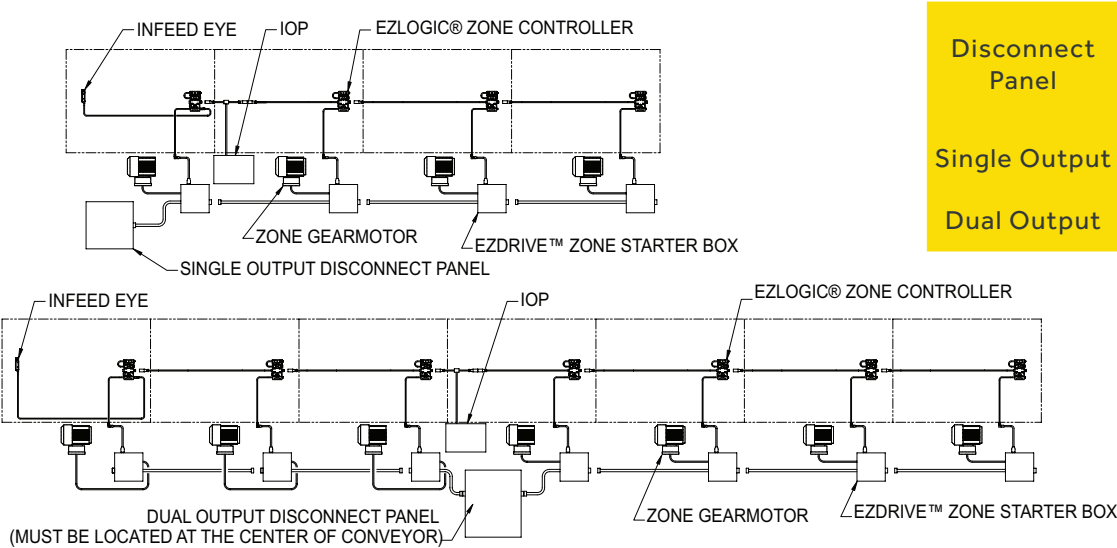 INFEED EYE
IOP
EZLOGIC® ZONE CONTROLLER
ZONE GEARMOTOR
EZDRIVE™ ZONE STARTER BOX
SINGLE OUTPUT DISCONNECT PANEL
Disconnect
Panel
Single Output
Dual Output
INFEED EYE
IOP
EZLOGIC® ZONE CONTROLLER
DUAL OUTPUT DISCONNECT PANEL
(MUST BE LOCATED AT THE CENTER OF CONVEYOR)
ZONE GEARMOTOR
EZDRIVE™ ZONE STARTER BOX